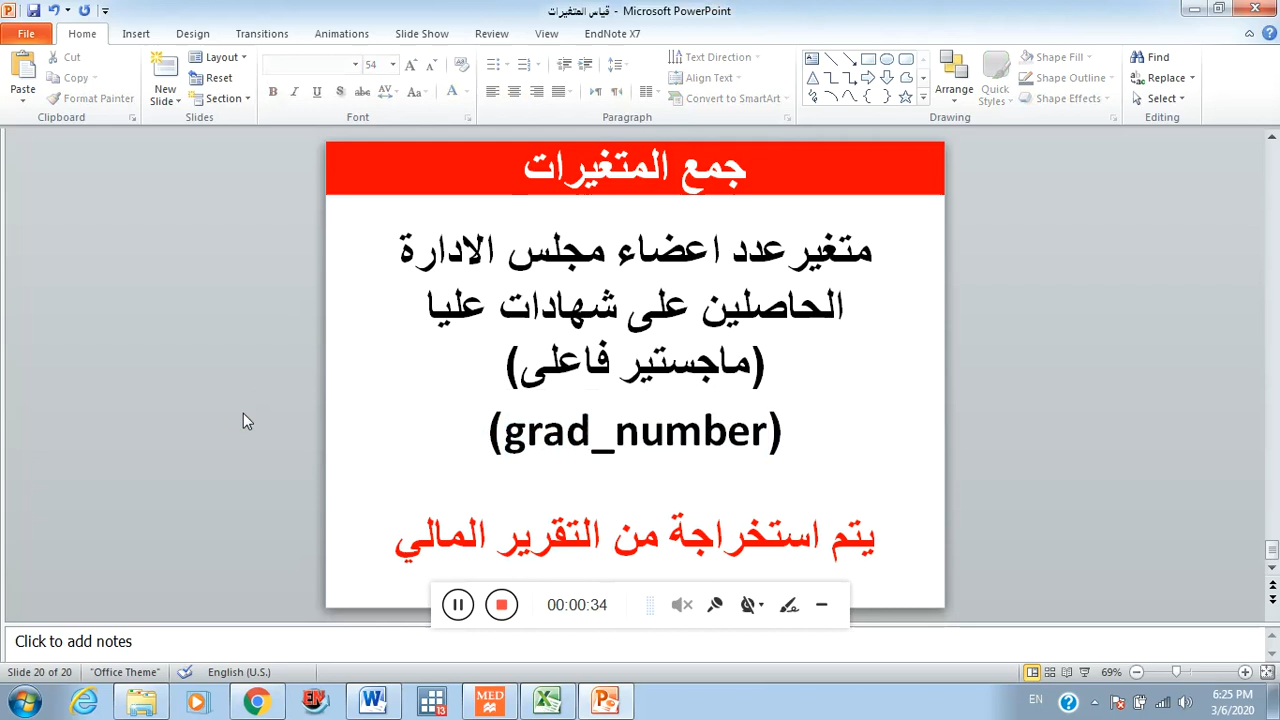 قياس المتغيرات - Microsoft PowerPoint
File Home Insert Design Transitions Animations Slide Show Review View EndNote X7
Paste
Cut
Copy
Format Painter
Clipboard
New Slide
Layout
Reset
Section
Slides
54
Font
Text Direction
Align Text
Convert to SmartArt
Paragraph
Arrange
Quick Styles
Shape Fill
Shape Outline
Shape Effects
Drawing
Find
Replace
Select
Editing
جمع المتغيرات
متغيرعدد اعضاء مجلس الادارة
الحاصلين على شهادات عليا
(ماجستير فاعلى)
(grad_number)
يتم استخراجة من التقرير المالي
00:00:34
Click to add notes
Slide 20 of 20 "Office Theme" English (U.S.) 69%
EN 6:25 PM
3/6/2020